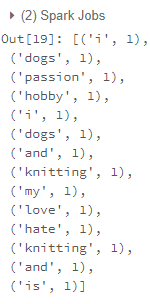 ▸ (2) Spark Jobs
Out[19]: [('i', 1),
('dogs', 1),
('passion', 1),
('hobby', 1),
('i', 1),
('dogs', 1),
('and', 1),
('knitting', 1),
('my', 1),
('love', 1),
('hate', 1),
('knitting', 1),
('and', 1),
('is', 1)]